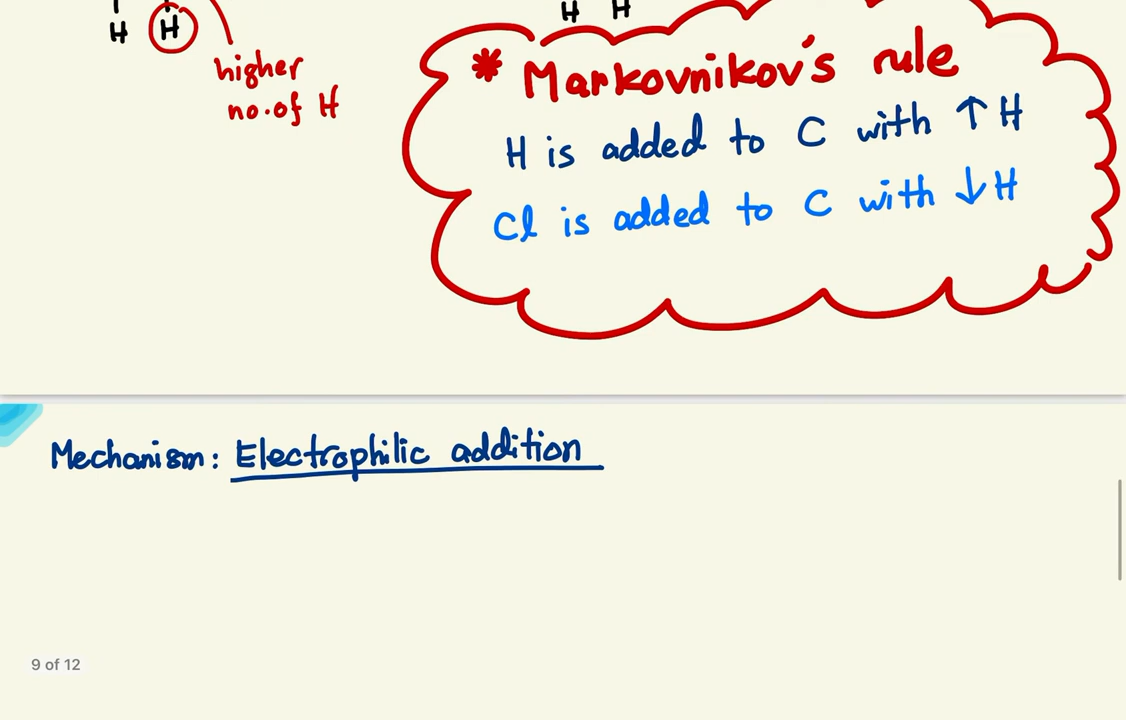 H H
H H
higher
no. of H
* Markovnikov's rule
H is added to C with ↑ H
Cl is added to C with ↓ H
Mechanism: Electrophilic addition
9 of 12